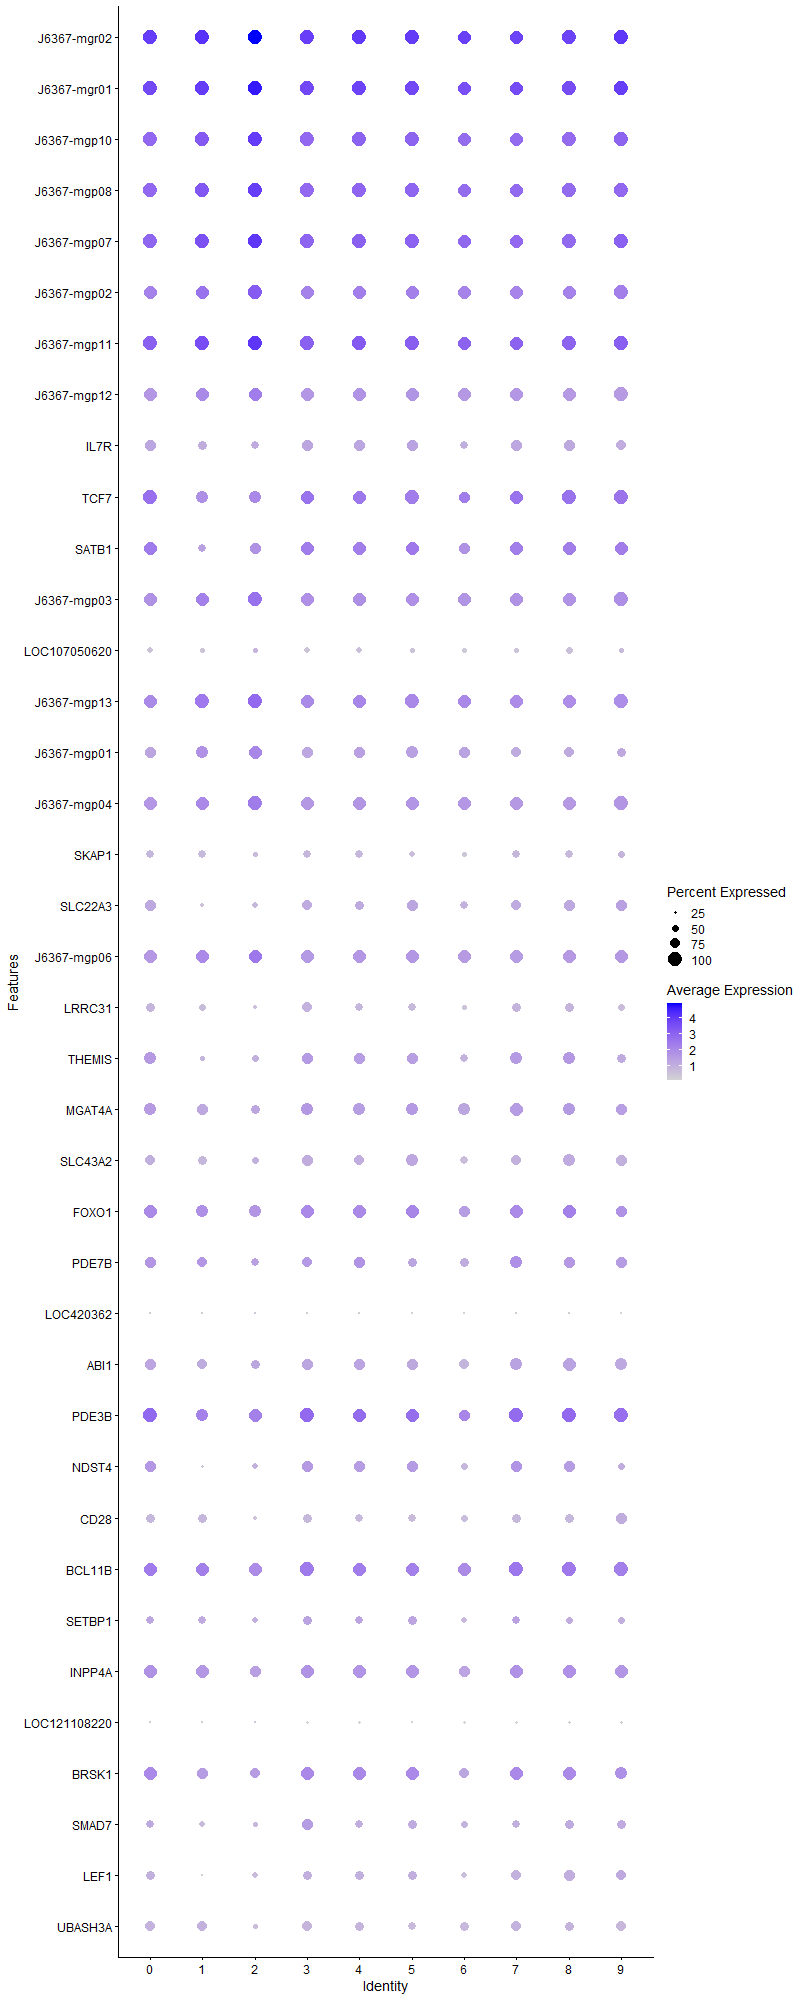 J6367-mgr02
J6367-mgr01
J6367-mgp10
J6367-mgp08
J6367-mgp07
J6367-mgp02
J6367-mgp11
J6367-mgp12
IL7R
TCF7
SATB1
J6367-mgp03
LOC107050620
J6367-mgp13
J6367-mgp01
J6367-mgp04
SKAP1
SLC22A3
J6367-mgp06
LRRC31
THEMIS
MGAT4A
SLC43A2
FOXO1
PDE7B
LOC420362
ABI1
PDE3B
NDST4
CD28
BCL11B
SETBP1
INPP4A
LOC121108220
BRSK1
SMAD7
LEF1
UBASH3A
Features
0 1 2 3 4 5 6 7 8 9
Identity
Percent Expressed
25
50
75
100
Average Expression
4
3
2
1